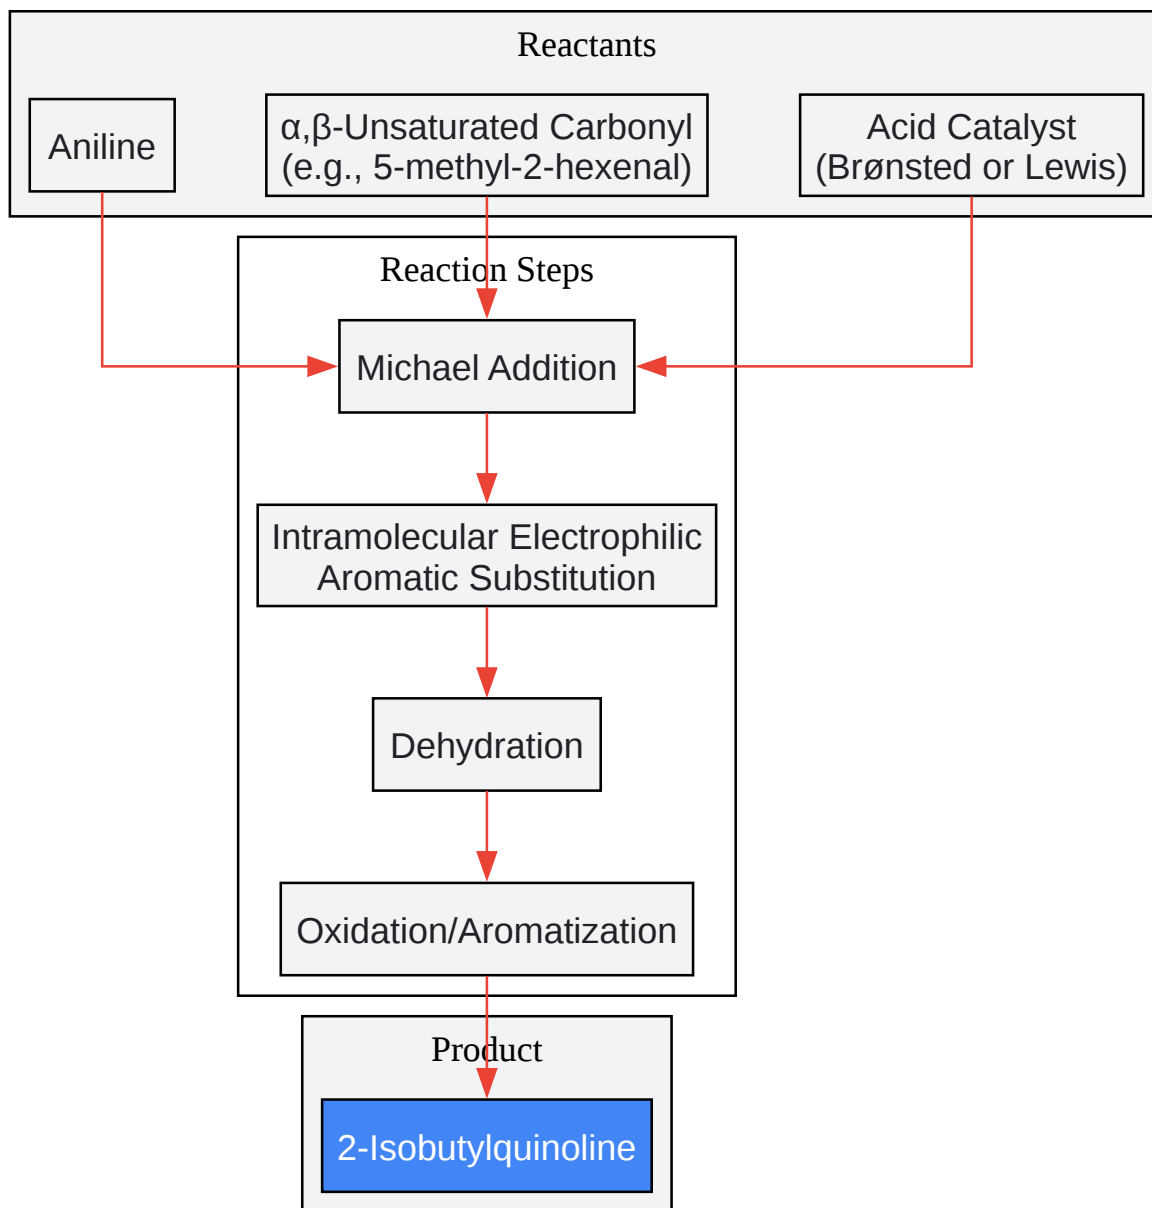 Reactants
Aniline
α,β-Unsaturated Carbonyl
(e.g., 5-methyl-2-hexenal)
Acid Catalyst
(Brønsted or Lewis)
Reaction Steps
Michael Addition
Intramolecular Electrophilic
Aromatic Substitution
Dehydration
Oxidation/Aromatization
Product
2-Isobutylquinoline